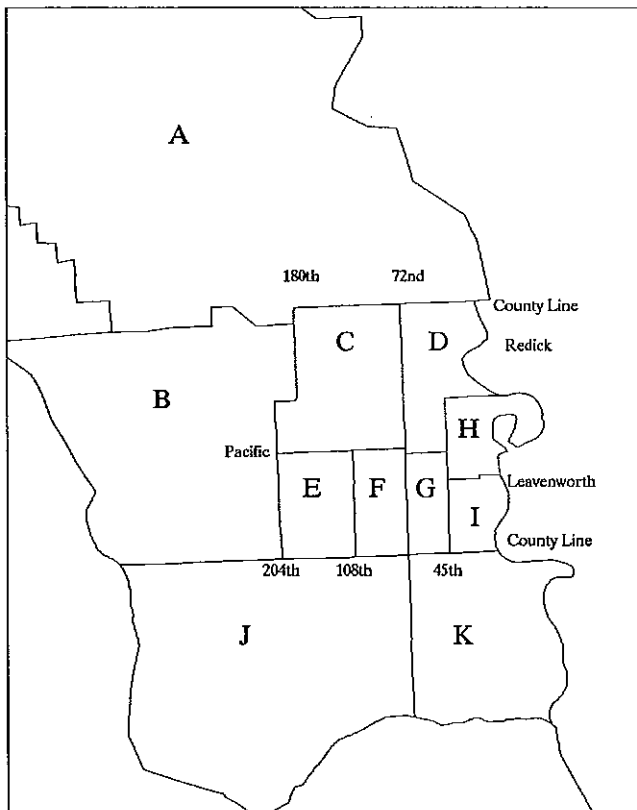 A
180th 72nd
County Line
C D Redick
B
H
Pacific
E F G Leavenworth
I
County Line
204th 108th 45th
J K